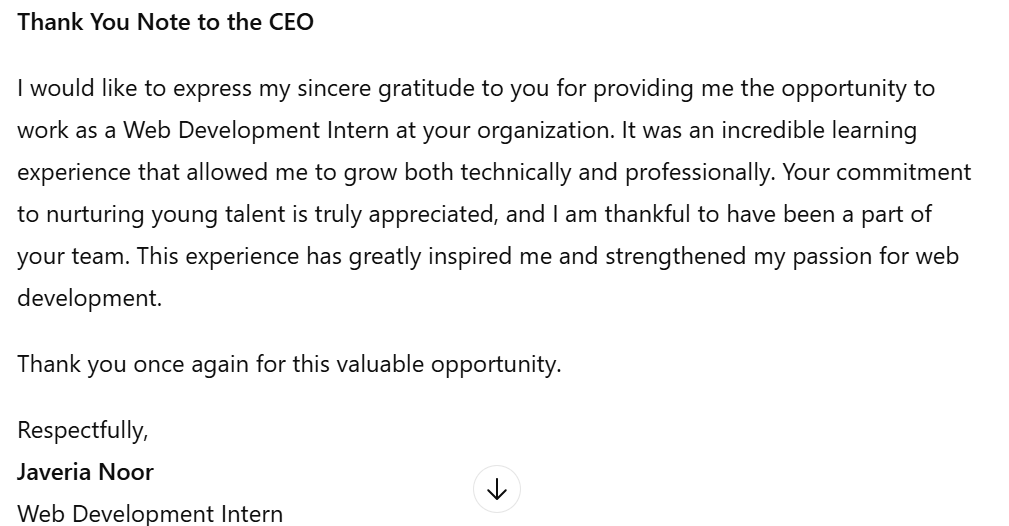 Thank You Note to the CEO
I would like to express my sincere gratitude to you for providing me the opportunity to
work as a Web Development Intern at your organization. It was an incredible learning
experience that allowed me to grow both technically and professionally. Your commitment
to nurturing young talent is truly appreciated, and I am thankful to have been a part of
your team. This experience has greatly inspired me and strengthened my passion for web
development.
Thank you once again for this valuable opportunity.
Respectfully,
Javeria Noor
Web Development Intern